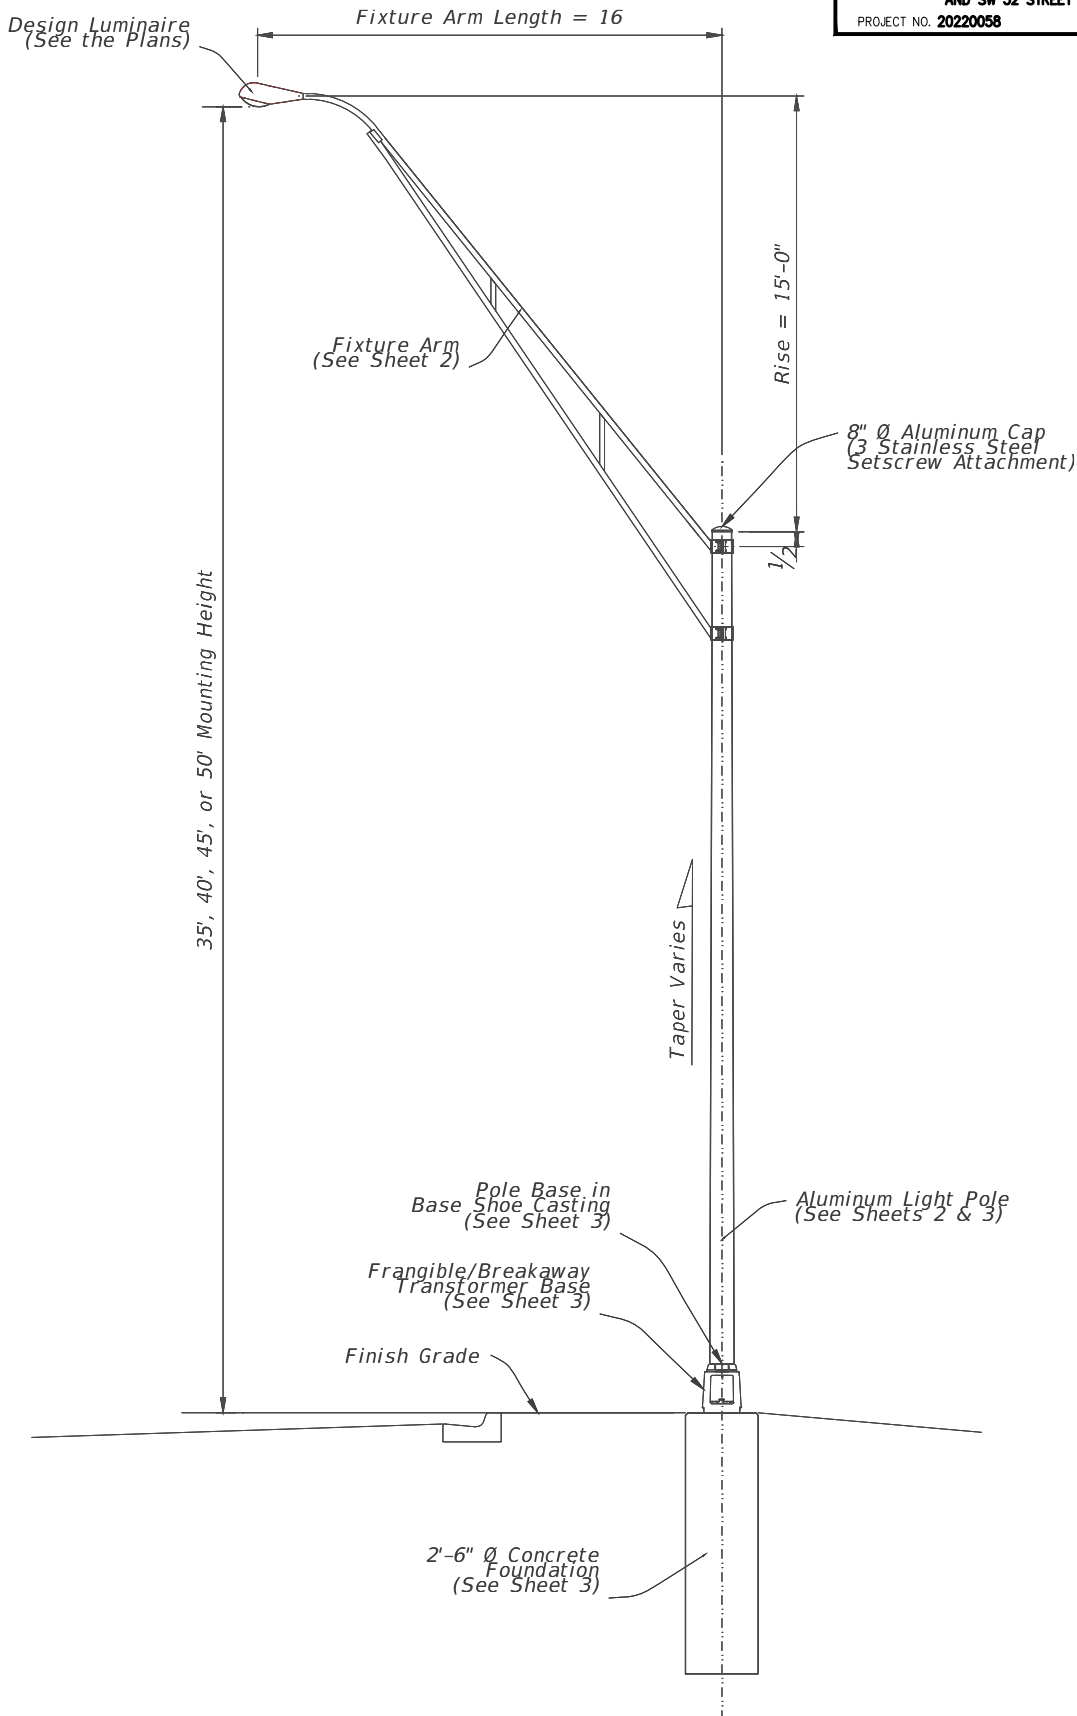 AND SW 52 STREET
PROJECT NO. 20220058
Fixture Arm Length = 16
Design Luminaire
(See the Plans)
Rise = 15'-0"
Fixture Arm
(See Sheet 2)
8" Ø Aluminum Cap
(3 Stainless Steel
Setscrew Attachment)
1/2
35', 40', 45', or 50' Mounting Height
Taper Varies
Pole Base in
Base Shoe Casting
(See Sheet 3)
Aluminum Light Pole
(See Sheets 2 & 3)
Frangible/Breakaway
Transformer Base
(See Sheet 3)
Finish Grade
2'-6" Ø Concrete
Foundation
(See Sheet 3)